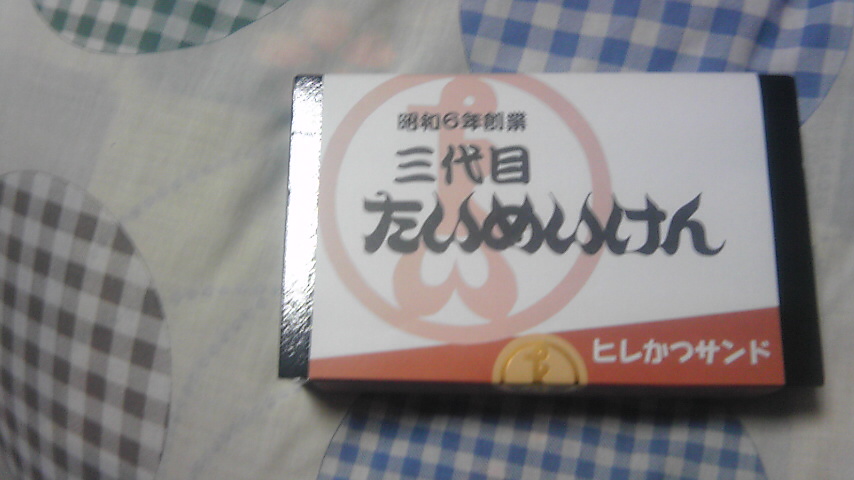 昭和6年創業
三代目
たいめいけん
ヒレかつサンド